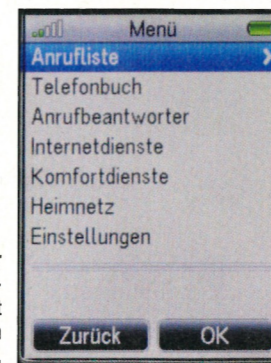 Menü
Anrufliste
Telefonbuch
Anrufbeantworter
Internetdienste
Komfortdienste
Heimnetz
Einstellungen
Zurück OK